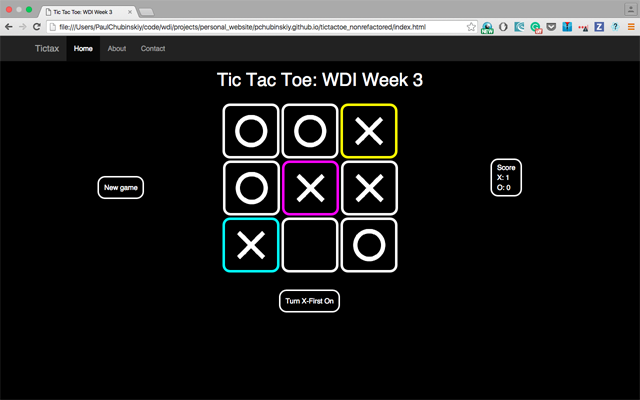 Tic Tac Toe: WDI Week 3
file:///Users/PaulChubinskiy/code/wdi/projects/personal_website/pchubinskiy.github.io/tictactoe_nonrefactored/index.html
NEW
Tictax Home About Contact
Tic Tac Toe: WDI Week 3
O O X
New game
O X X
Score
X: 1
O: 0
X O
Turn X-First On